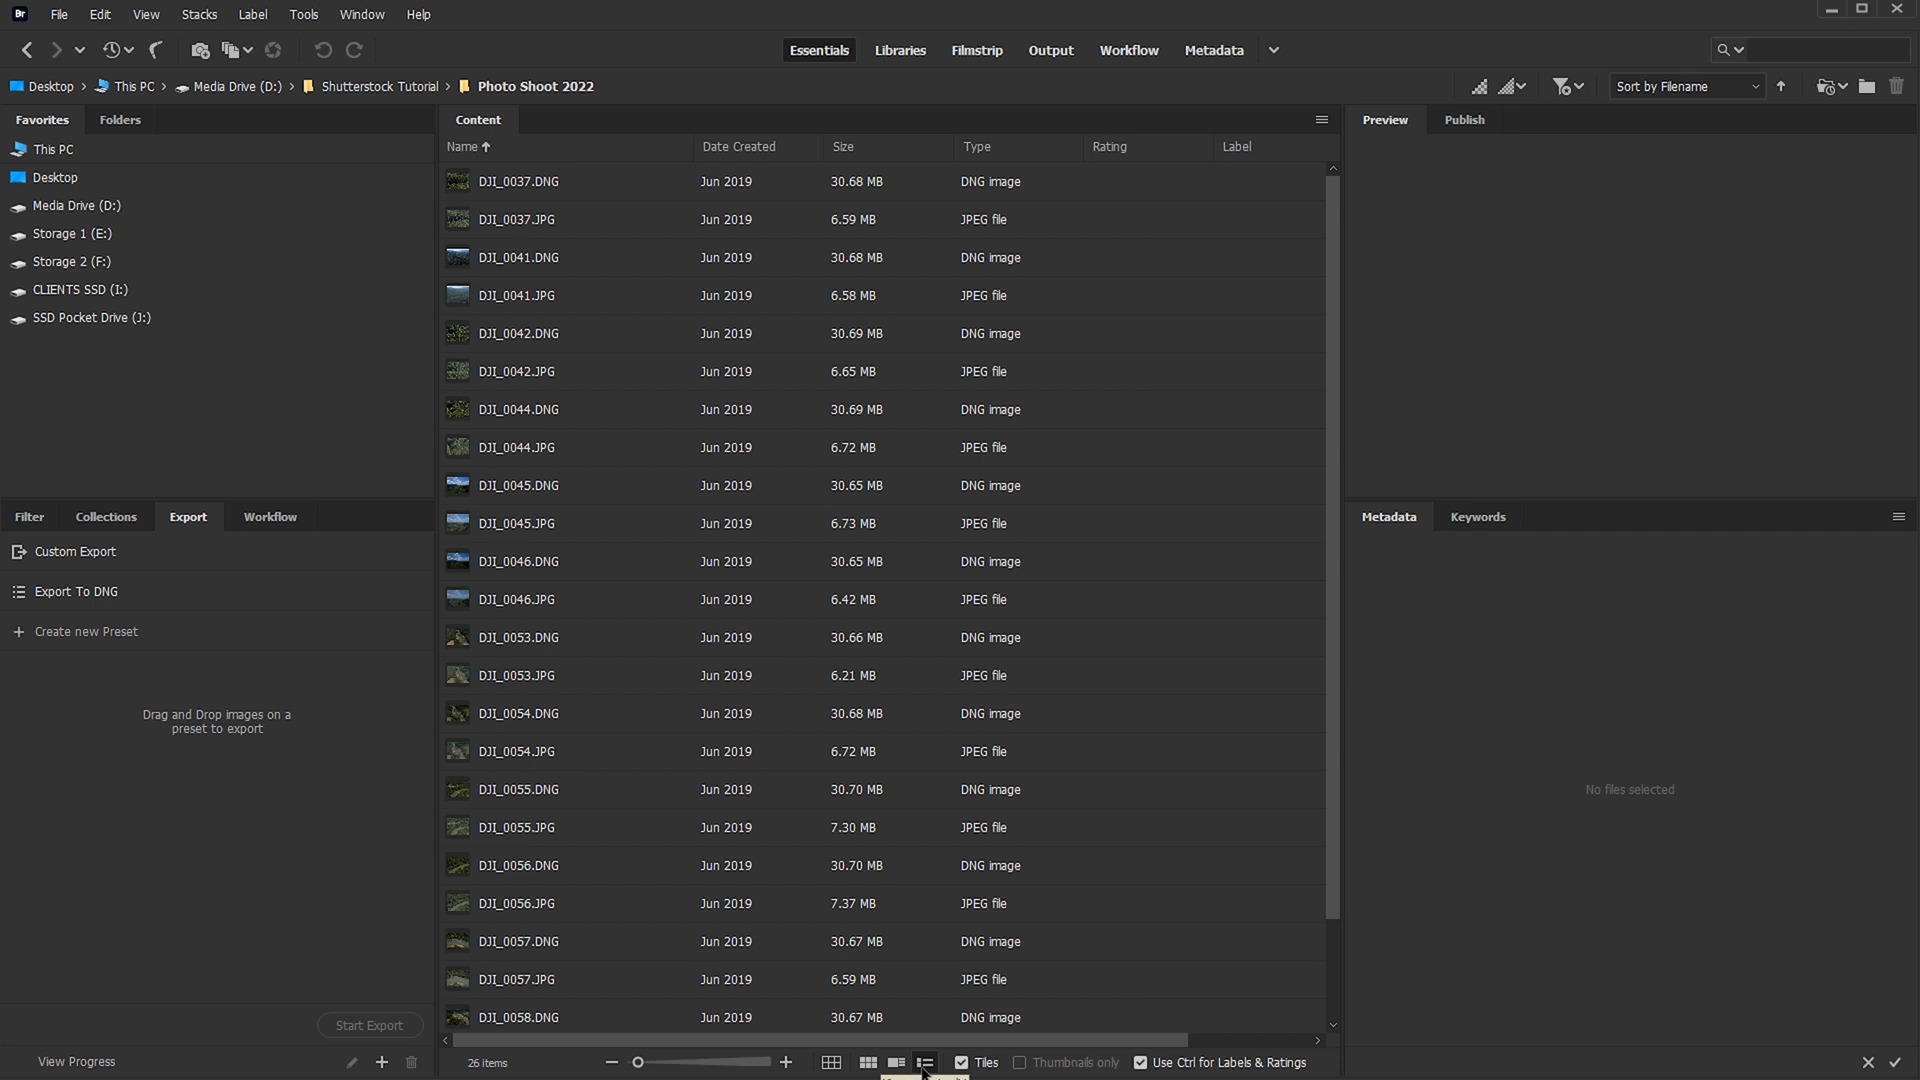 Br File Edit View Stacks Label Tools Window Help
Essentials Libraries Filmstrip Output Workflow Metadata
Desktop This PC Media Drive (D:) Shutterstock Tutorial Photo Shoot 2022
Sort by Filename
Favorites Folders
This PC
Desktop
Media Drive (D:)
Storage 1 (E:)
Storage 2 (F:)
CLIENTS SSD (I:)
SSD Pocket Drive (J:)
Filter Collections Export Workflow
Custom Export
Export To DNG
Create new Preset
Drag and Drop images on a
preset to export
Start Export
View Progress
Content
Name Date Created Size Type Rating Label
DJI_0037.DNG Jun 2019 30.68 MB DNG image
DJI_0037.JPG Jun 2019 6.59 MB JPEG file
DJI_0041.DNG Jun 2019 30.68 MB DNG image
DJI_0041.JPG Jun 2019 6.58 MB JPEG file
DJI_0042.DNG Jun 2019 30.69 MB DNG image
DJI_0042.JPG Jun 2019 6.65 MB JPEG file
DJI_0044.DNG Jun 2019 30.69 MB DNG image
DJI_0044.JPG Jun 2019 6.72 MB JPEG file
DJI_0045.DNG Jun 2019 30.65 MB DNG image
DJI_0045.JPG Jun 2019 6.73 MB JPEG file
DJI_0046.DNG Jun 2019 30.65 MB DNG image
DJI_0046.JPG Jun 2019 6.42 MB JPEG file
DJI_0053.DNG Jun 2019 30.66 MB DNG image
DJI_0053.JPG Jun 2019 6.21 MB JPEG file
DJI_0054.DNG Jun 2019 30.68 MB DNG image
DJI_0054.JPG Jun 2019 6.72 MB JPEG file
DJI_0055.DNG Jun 2019 30.70 MB DNG image
DJI_0055.JPG Jun 2019 7.30 MB JPEG file
DJI_0056.DNG Jun 2019 30.70 MB DNG image
DJI_0056.JPG Jun 2019 7.37 MB JPEG file
DJI_0057.DNG Jun 2019 30.67 MB DNG image
DJI_0057.JPG Jun 2019 6.59 MB JPEG file
DJI_0058.DNG Jun 2019 30.67 MB DNG image
26 items Tiles Thumbnails only Use Ctrl for Labels & Ratings
Preview Publish
Metadata Keywords
No files selected